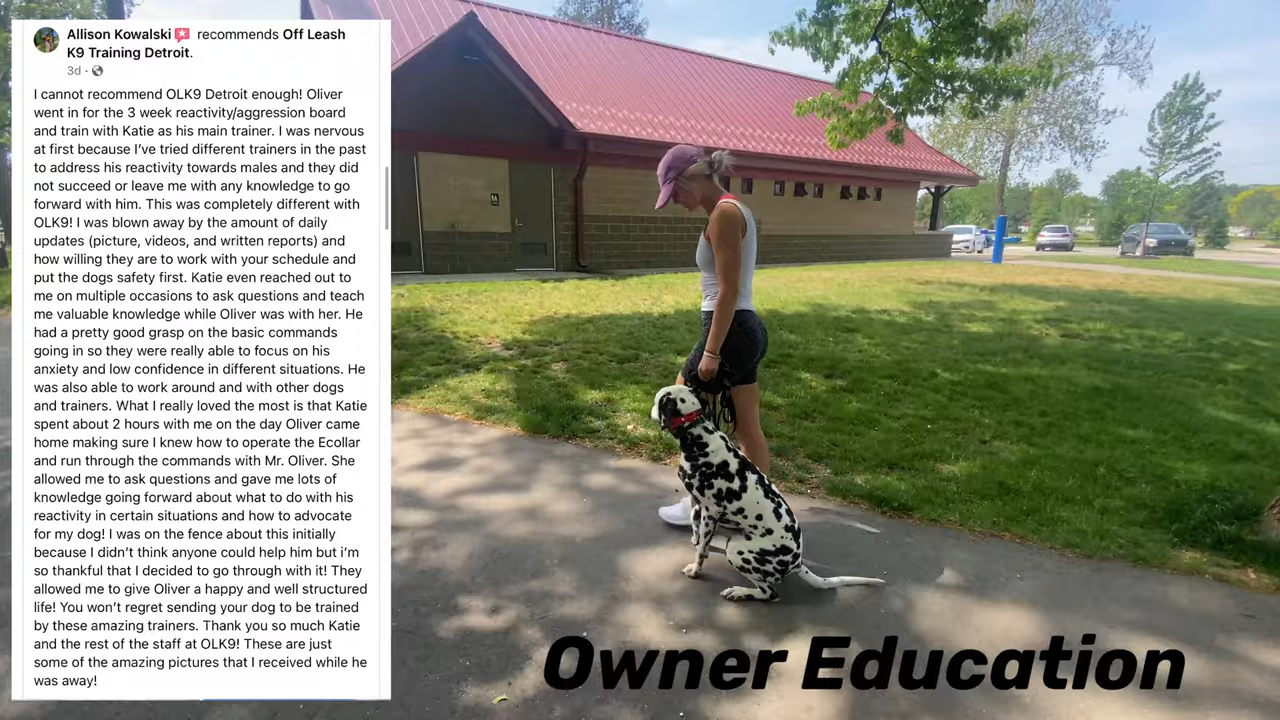 Allison Kowalski recommends Off Leash
K9 Training Detroit.
3d ·
I cannot recommend OLK9 Detroit enough! Oliver
went in for the 3 week reactivity/aggression board
and train with Katie as his main trainer. I was nervous
at first because I've tried different trainers in the past
to address his reactivity towards males and they did
not succeed or leave me with any knowledge to go
forward with him. This was completely different with
OLK9! I was blown away by the amount of daily
updates (picture, videos, and written reports) and
how willing they are to work with your schedule and
put the dogs safety first. Katie even reached out to
me on multiple occasions to ask questions and teach
me valuable knowledge while Oliver was with her. He
had a pretty good grasp on the basic commands
going in so they were really able to focus on his
anxiety and low confidence in different situations. He
was also able to work around and with other dogs
and trainers. What I really loved the most is that Katie
spent about 2 hours with me on the day Oliver came
home making sure I knew how to operate the Ecollar
and run through the commands with Mr. Oliver. She
allowed me to ask questions and gave me lots of
knowledge going forward about what to do with his
reactivity in certain situations and how to advocate
for my dog! I was on the fence about this initially
because I didn't think anyone could help him but i'm
so thankful that I decided to go through with it! They
allowed me to give Oliver a happy and well structured
life! You won't regret sending your dog to be trained
by these amazing trainers. Thank you so much Katie
and the rest of the staff at OLK9! These are just
some of the amazing pictures that I received while he
was away!
Owner Education